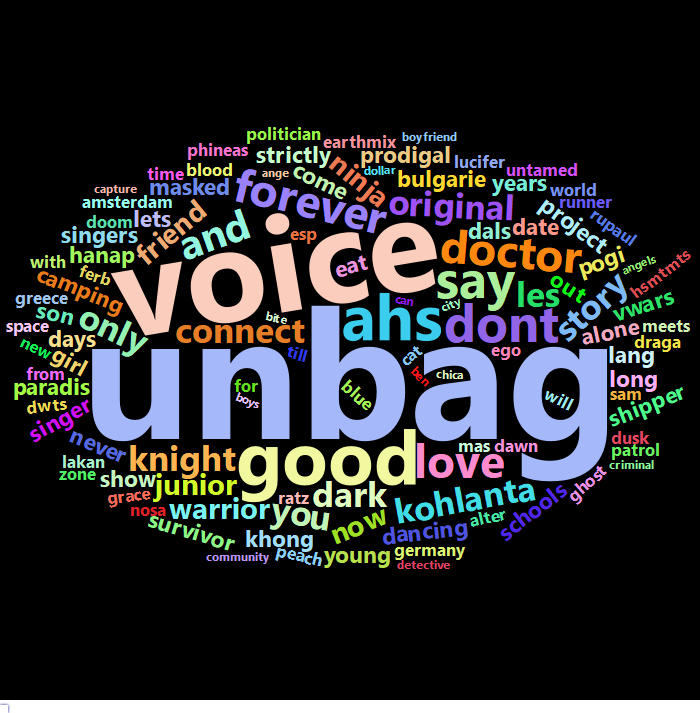 politician
earthmix
boyfriend
phineas
strictly
prodigal
lucifer
time
blood
ange
come
ninja
dollar
bulgarie
untamed
capture
masked
forever
years
world
amsterdam
lets
friend
original
project
runner
doom
singers
and
voice
esp
doctor
dals
date
rupaul
with
hanap
eat
say
pogi
angels
camping
ferb
les
out
hsmtmts
greece
son
only
connect
bite
ahs
can
city
dont
story
vwars
space
days
alone
meets
new
girl
till
cat
ego
lang
draga
from
unbag
ben
chica
long
paradis
for
boys
blue
will
sam
shipper
dwts
singer
never
knight
good
love
mas
dawn
dusk
patrol
lakan
zone
show
junior
dark
kohlanta
ghost
criminal
grace
ratz
nosa
warrior
you
now
alter
schools
survivor
khong
dancing
community
peach
young
germany
detective